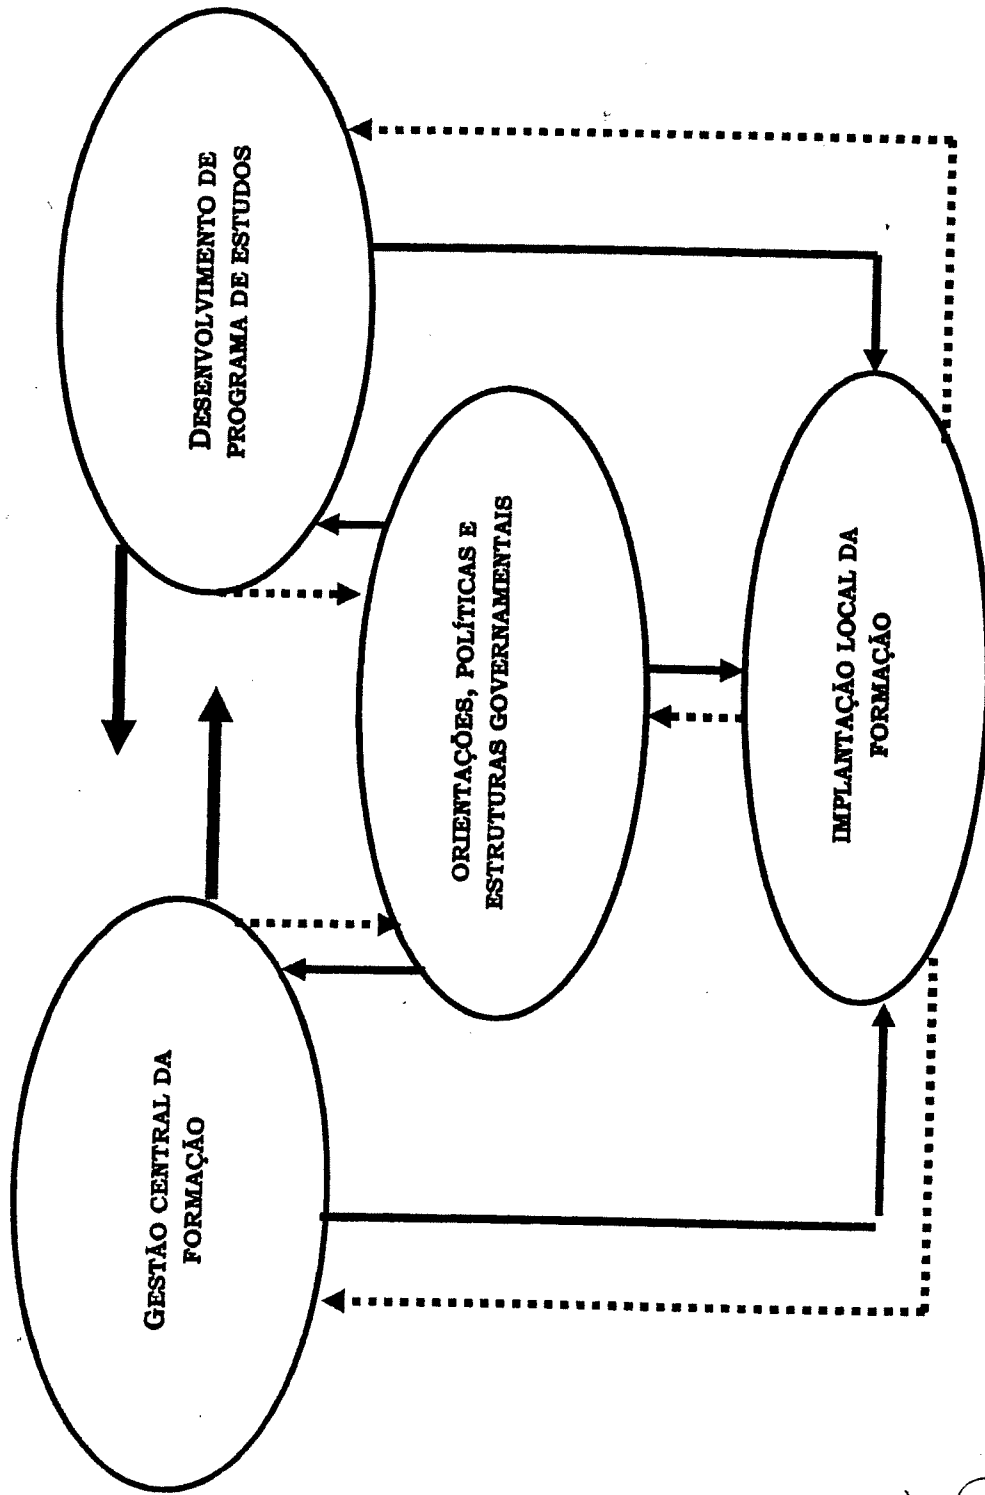 GESTÃO CENTRAL DA
FORMAÇÃO
DESENVOLVIMENTO DE
PROGRAMA DE ESTUDOS
ORIENTAÇÕES, POLÍTICAS E
ESTRUTURAS GOVERNAMENTAIS
IMPLANTAÇÃO LOCAL DA
FORMAÇÃO